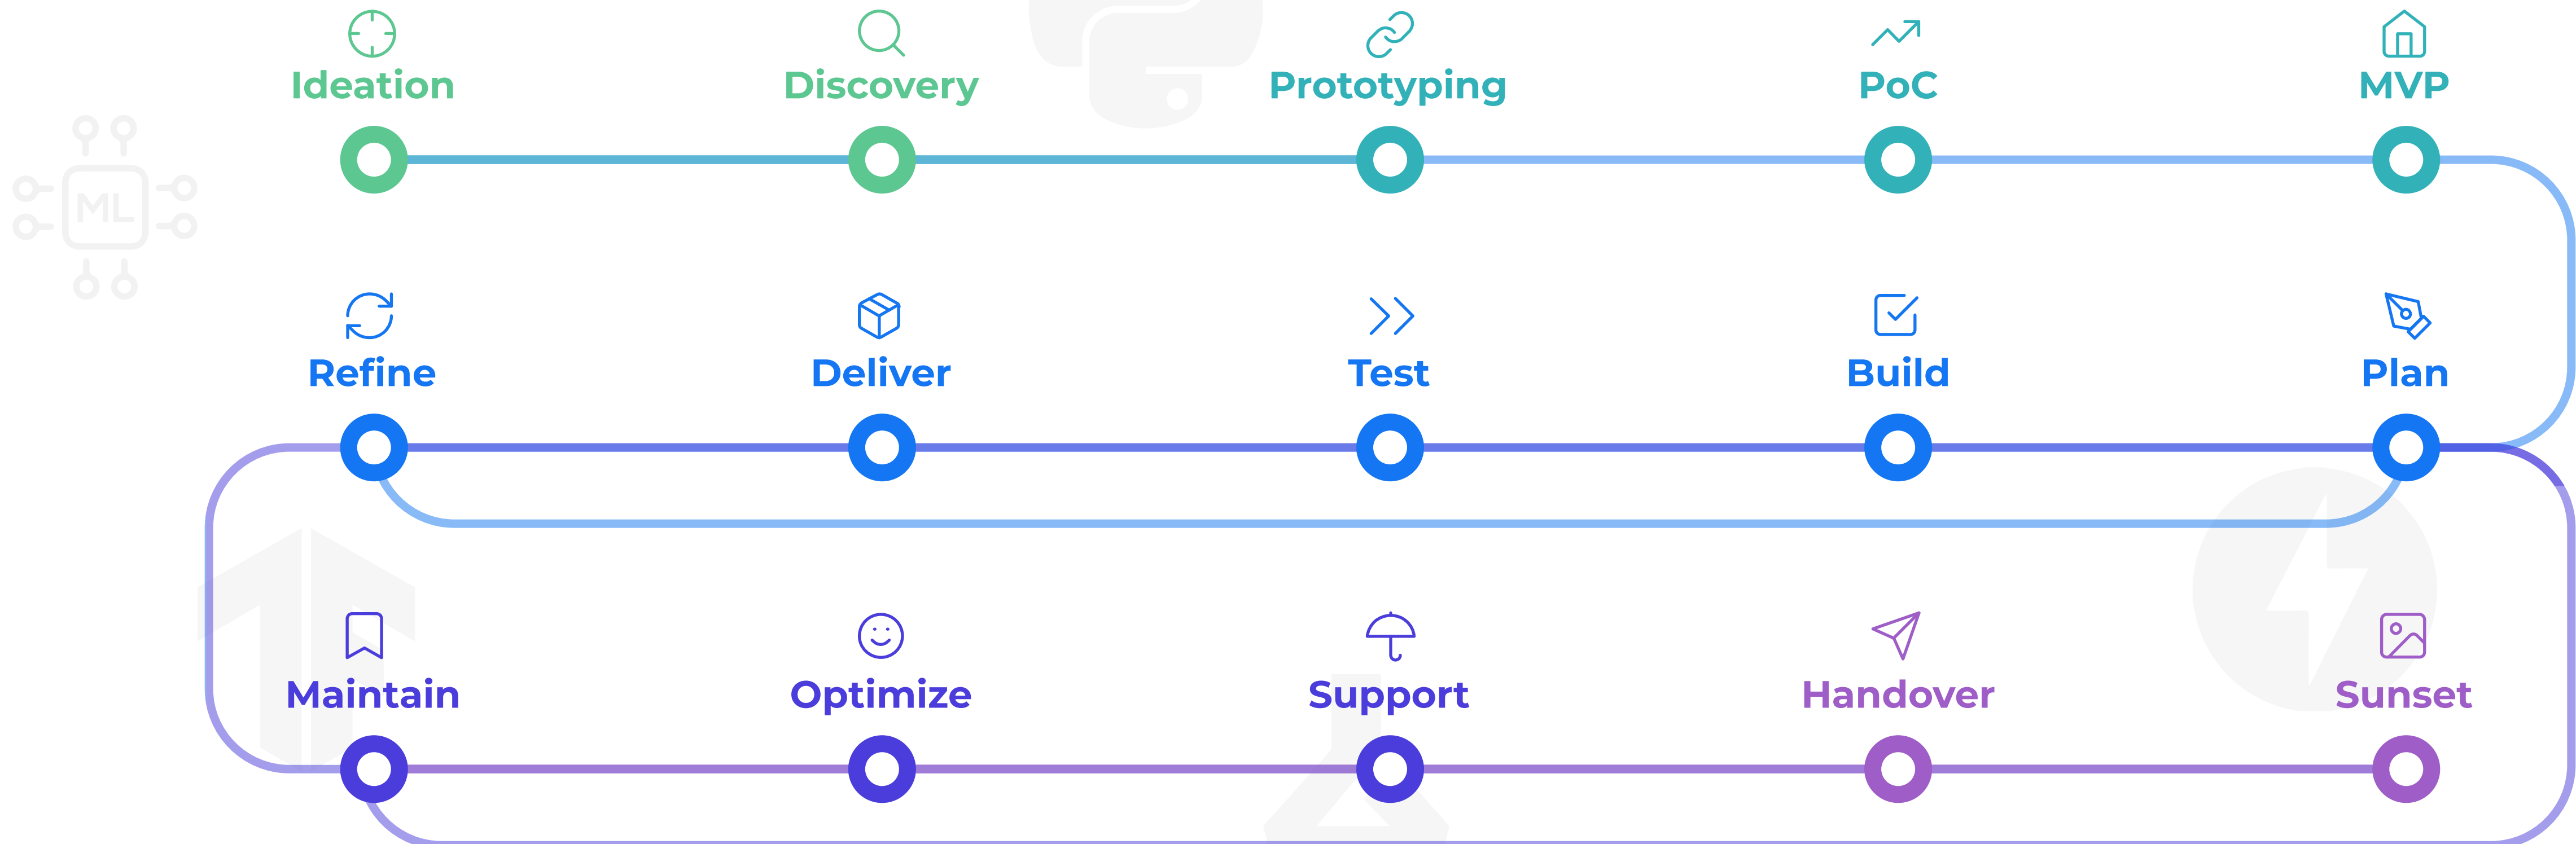 Ideation
Discovery
Prototyping
PoC
MVP
ML
Refine
Deliver
Test
Build
Plan
Maintain
Optimize
Support
Handover
Sunset